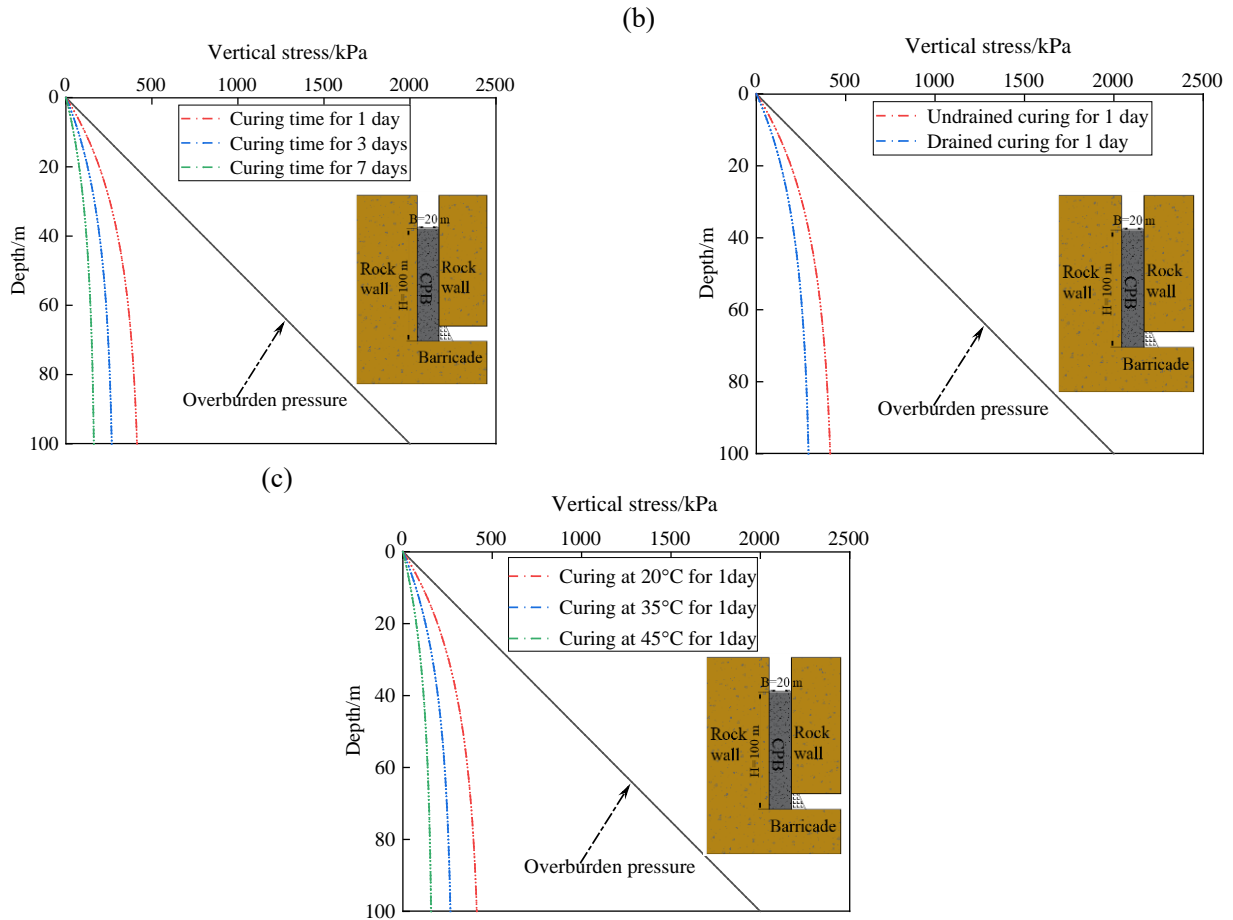 (b)
Vertical stress/kPa
0 500 1000 1500 2000 2500
0
20
40
60
80
100
Depth/m
Curing time for 1 day
Curing time for 3 days
Curing time for 7 days
B=20 m
H=100 m
Rock
wall
CPB
Rock
wall
Barricade
Overburden pressure
Vertical stress/kPa
0 500 1000 1500 2000 2500
0
20
40
60
80
100
Depth/m
Undrained curing for 1 day
Drained curing for 1 day
B=20 m
H=100 m
Rock
wall
CPB
Rock
wall
Barricade
Overburden pressure
(c)
Vertical stress/kPa
0 500 1000 1500 2000 2500
0
20
40
60
80
100
Depth/m
Curing at 20°C for 1day
Curing at 35°C for 1day
Curing at 45°C for 1day
B=20 m
H=100 m
Rock
wall
CPB
Rock
wall
Barricade
Overburden pressure